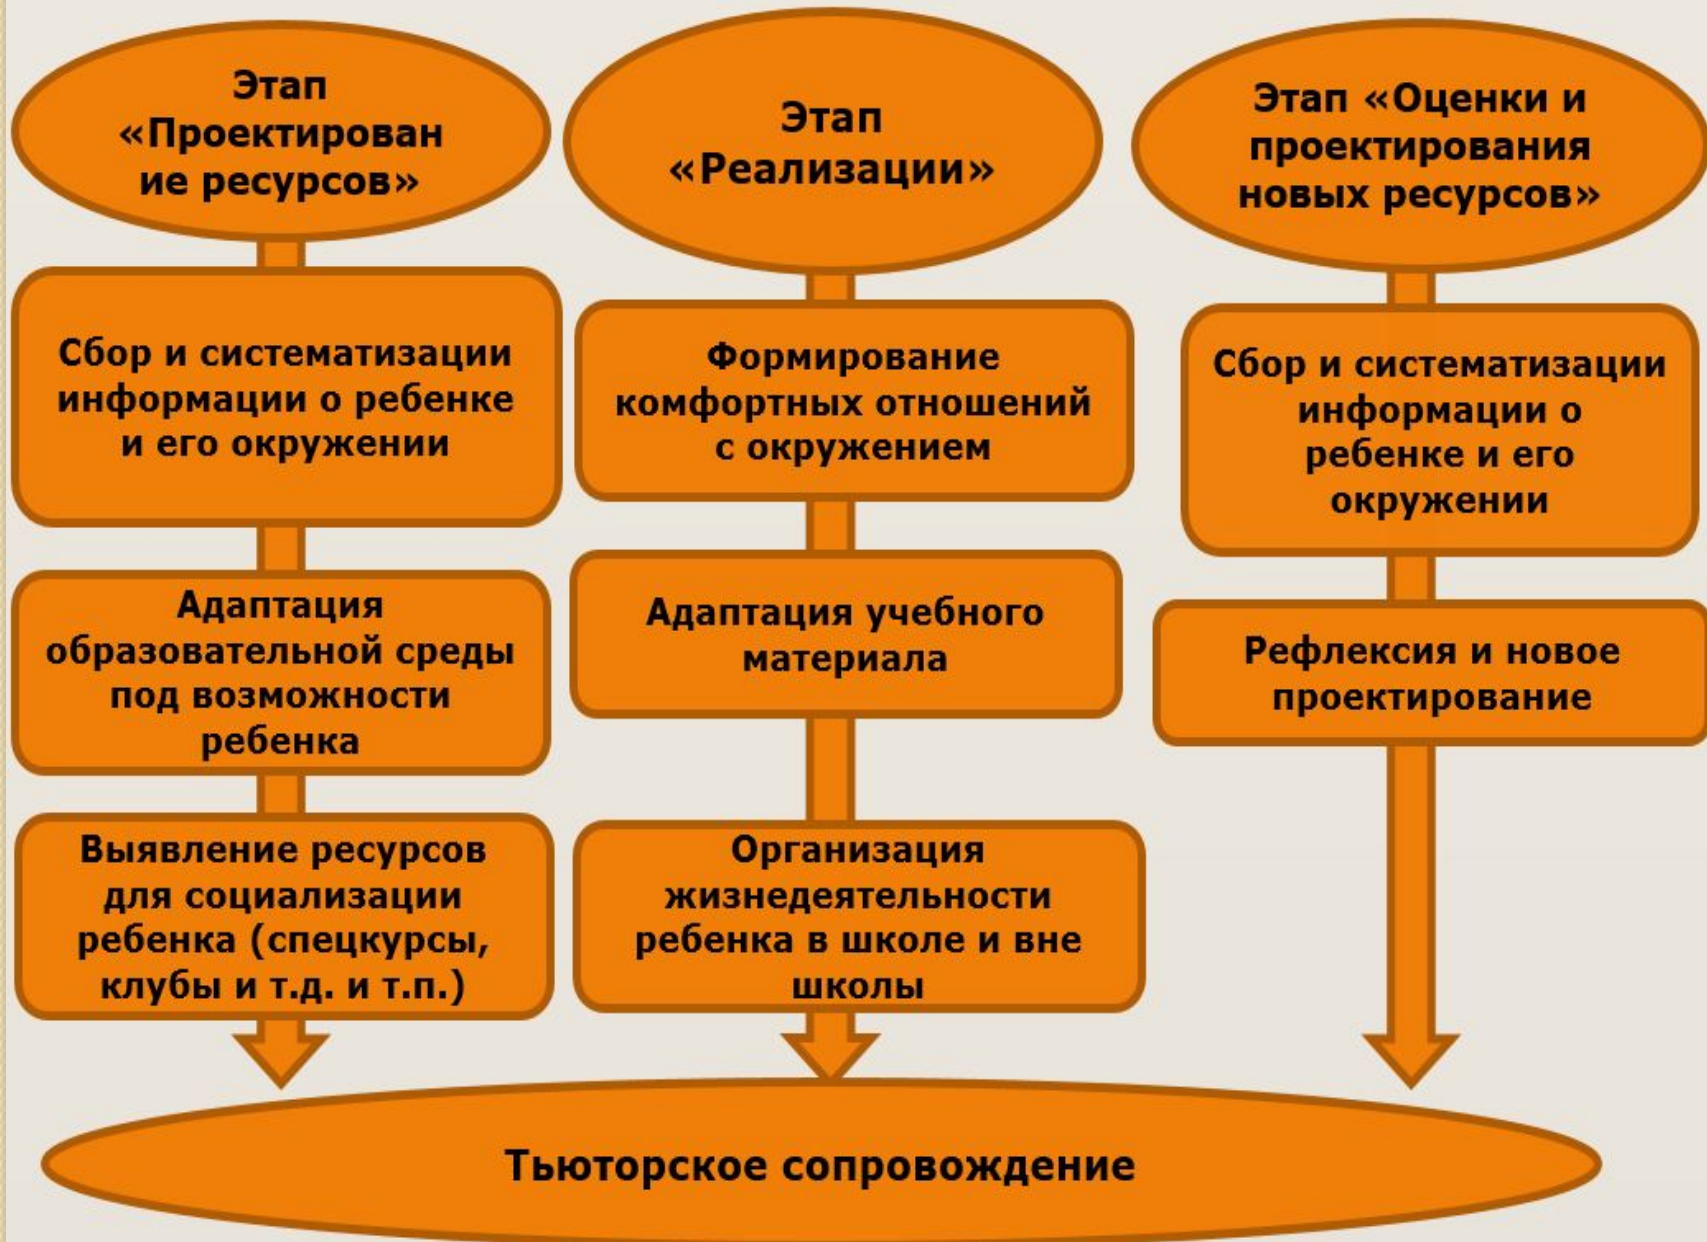 Этап
«Проектирован
ие ресурсов»
Сбор и систематизации
информации о ребенке
и его окружении
Адаптация
образовательной среды
под возможности
ребенка
Выявление ресурсов
для социализации
ребенка (спецкурсы,
клубы и т.д. и т.п.)
Этап
«Реализации»
Формирование
комфортных отношений
с окружением
Адаптация учебного
материала
Организация
жизнедеятельности
ребенка в школе и вне
школы
Этап «Оценки и
проектирования
новых ресурсов»
Сбор и систематизации
информации о
ребенке и его
окружении
Рефлексия и новое
проектирование
Тьюторское сопровождение